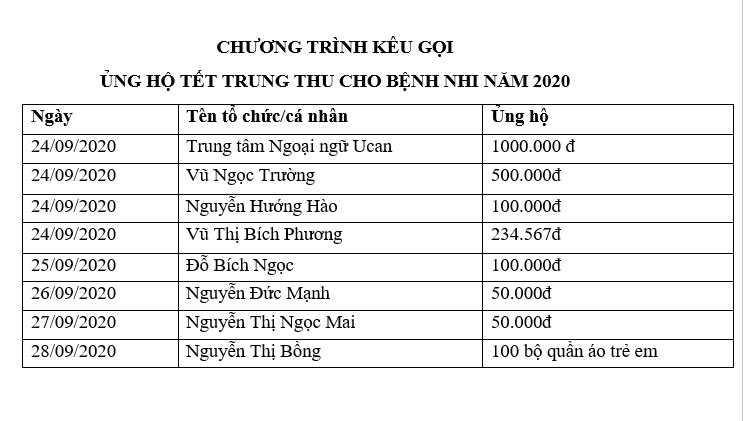 CHƯƠNG TRÌNH KÊU GỌI
ỦNG HỘ TẾT TRUNG THU CHO BỆNH NHI NĂM 2020
Ngày Tên tổ chức/cá nhân Ủng hộ
24/09/2020 Trung tâm Ngoại ngữ Ucan 1000.000 đ
24/09/2020 Vũ Ngọc Trường 500.000đ
24/09/2020 Nguyễn Hướng Hào 100.000đ
24/09/2020 Vũ Thị Bích Phương 234.567đ
25/09/2020 Đỗ Bích Ngọc 100.000đ
26/09/2020 Nguyễn Đức Mạnh 50.000đ
27/09/2020 Nguyễn Thị Ngọc Mai 50.000đ
28/09/2020 Nguyễn Thị Bồng 100 bộ quần áo trẻ em